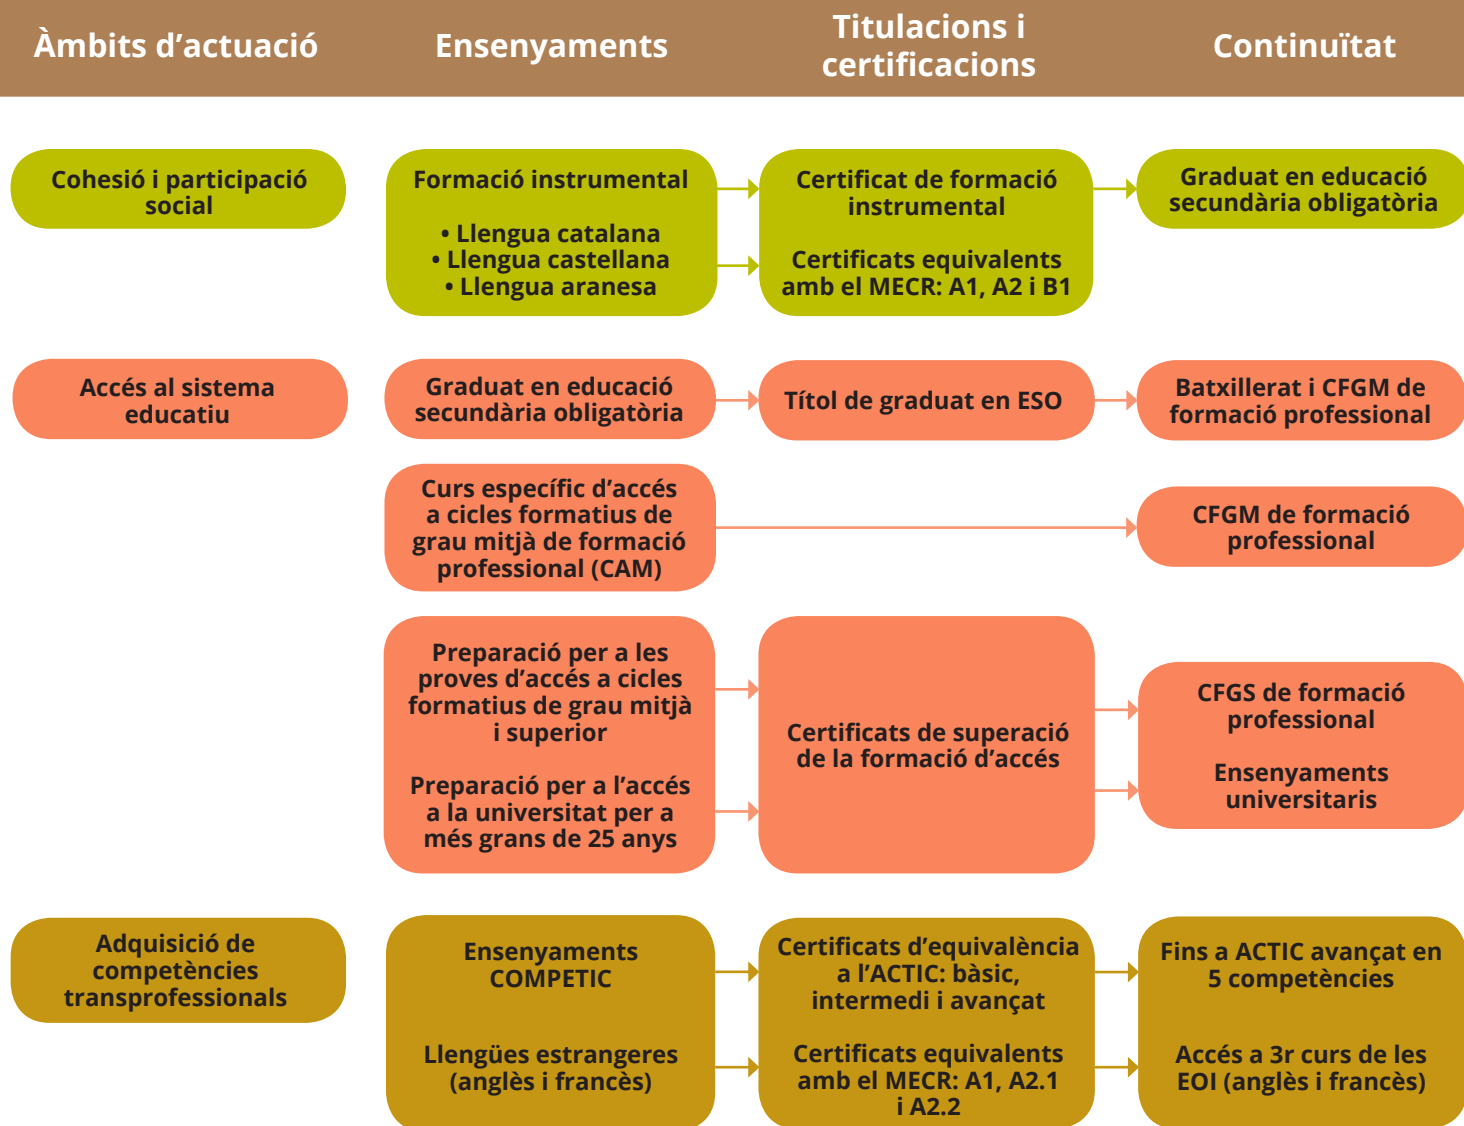 Àmbits d’actuació
Ensenyaments
Titulacions i
certificacions
Continuïtat
Cohesió i participació
social
Formació instrumental
• Llengua catalana
• Llengua castellana
• Llengua aranesa
Certificat de formació
instrumental
Certificats equivalents
amb el MECR: A1, A2 i B1
Graduat en educació
secundària obligatòria
Accés al sistema
educatiu
Graduat en educació
secundària obligatòria
Títol de graduat en ESO
Batxillerat i CFGM de
formació professional
Curs específic d’accés
a cicles formatius de
grau mitjà de formació
professional (CAM)
CFGM de formació
professional
Preparació per a les
proves d’accés a cicles
formatius de grau mitjà
i superior
Preparació per a l’accés
a la universitat per a
més grans de 25 anys
Certificats de superació
de la formació d’accés
CFGS de formació
professional
Ensenyaments
universitaris
Adquisició de
competències
transprofessionals
Ensenyaments
COMPETIC
Llengües estrangeres
(anglès i francès)
Certificats d’equivalència
a l’ACTIC: bàsic,
intermedi i avançat
Certificats equivalents
amb el MECR: A1, A2.1
i A2.2
Fins a ACTIC avançat en
5 competències
Accés a 3r curs de les
EOI (anglès i francès)